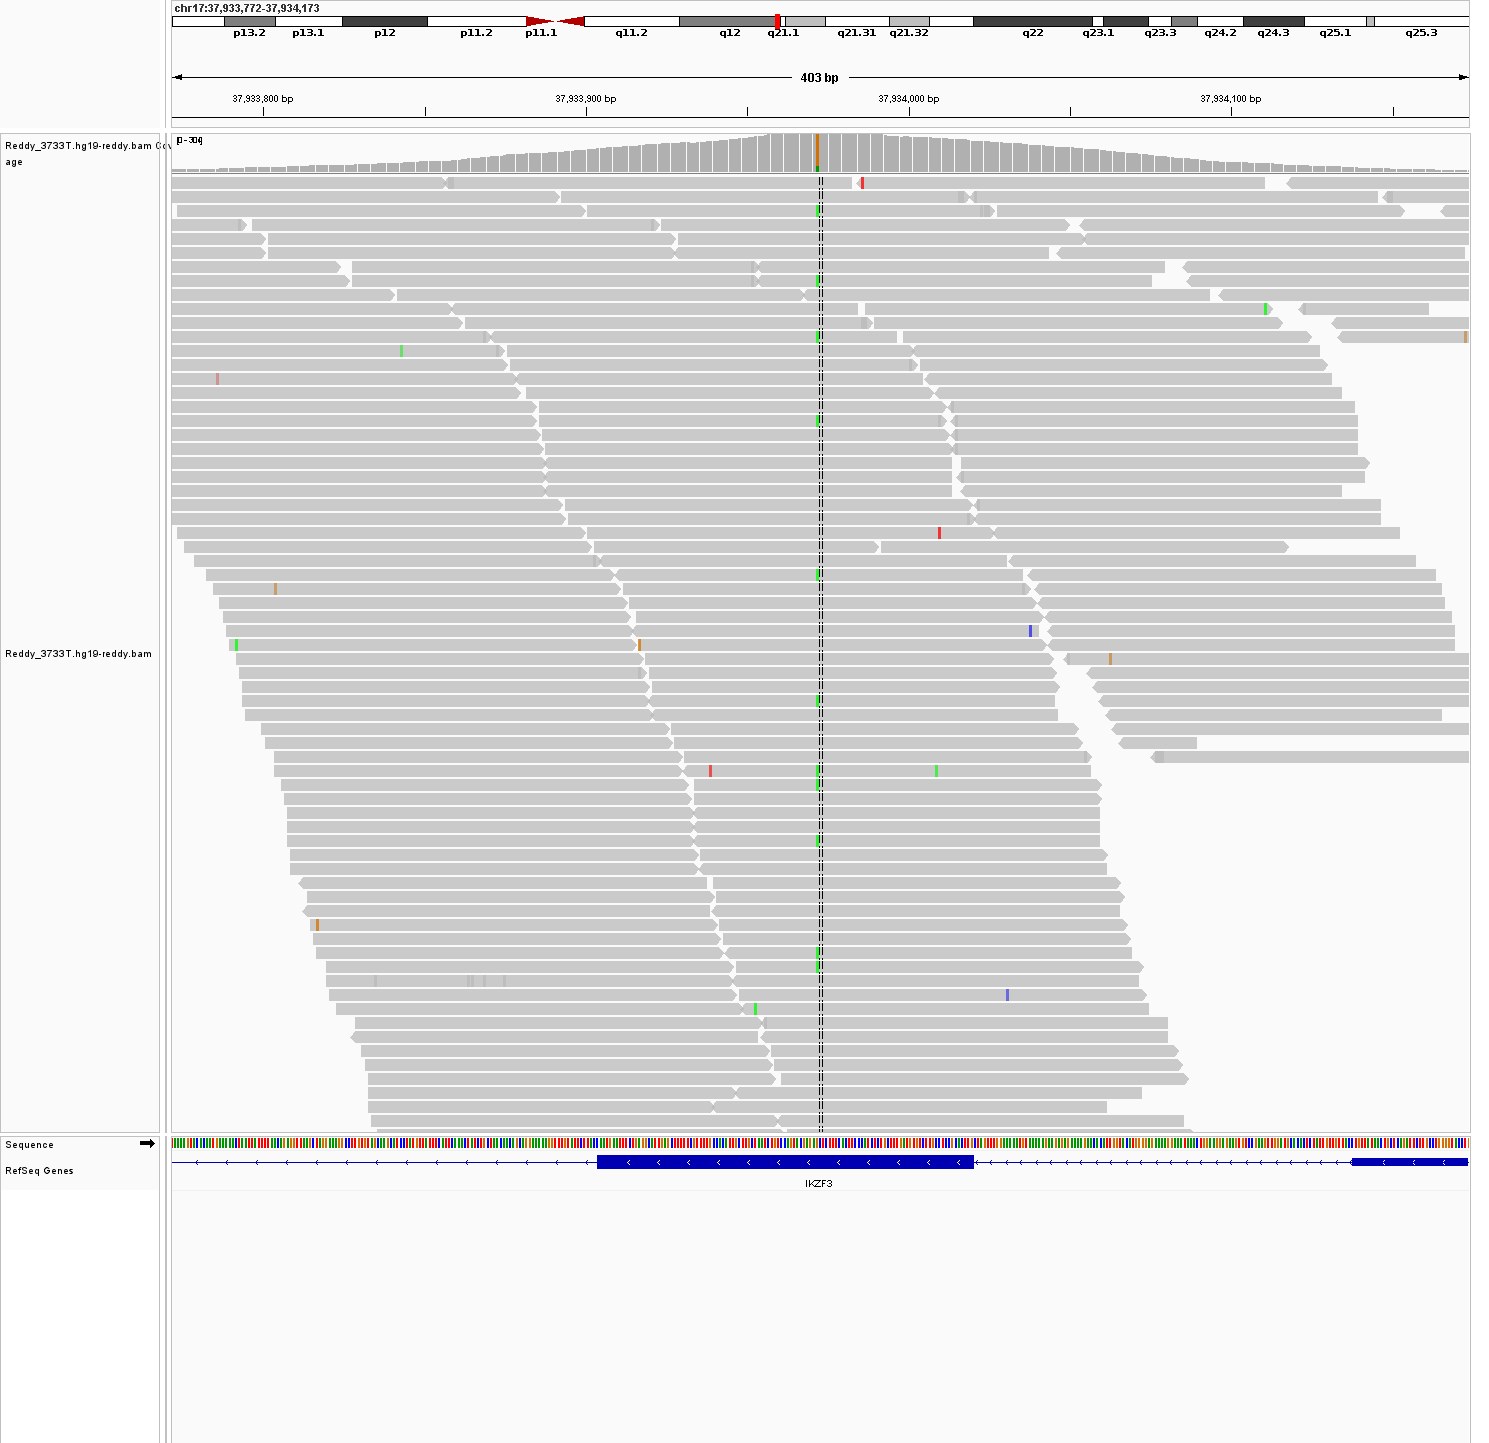 chr17:37,933,772-37,934,173
p13.2 p13.1 p12 p11.2 p11.1 q11.2 q12 q21.1 q21.31 q21.32 q22 q23.1 q23.3 q24.2 q24.3 q25.1 q25.3
403 bp
37,933,800 bp 37,933,900 bp 37,934,000 bp 37,934,100 bp
[0 - 304]
Reddy_3733T.hg19-reddy.bam Cov
age
Reddy_3733T.hg19-reddy.bam
Sequence
RefSeq Genes
IKZF3